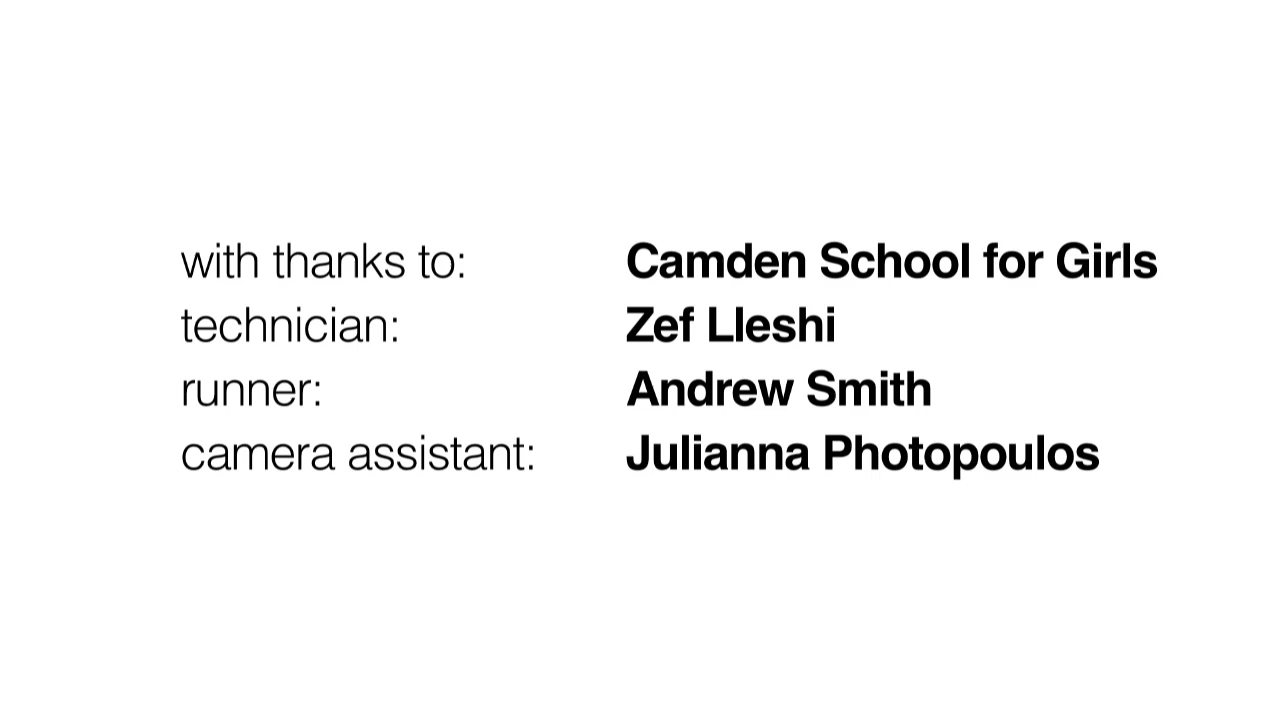 with thanks to: Camden School for Girls
technician: Zef Lleshi
runner: Andrew Smith
camera assistant: Julianna Photopoulos